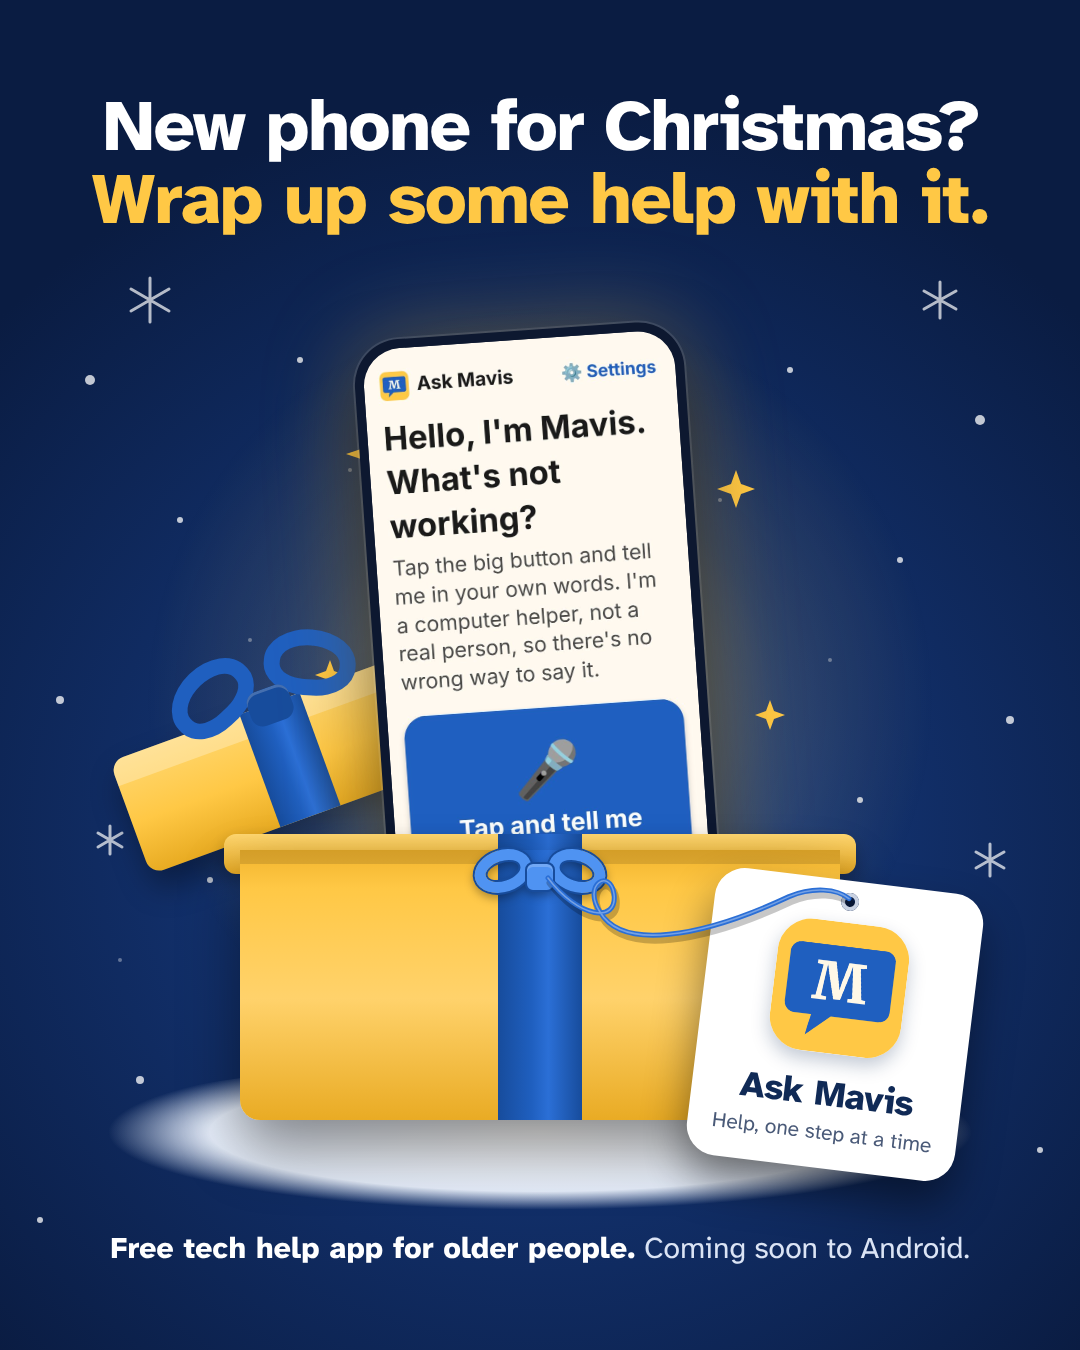 New phone for Christmas?
Wrap up some help with it.
M
Ask Mavis
⚙️ Settings
Hello, I'm Mavis.
What's not
working?
Tap the big button and tell
me in your own words. I'm
a computer helper, not a
real person, so there's no
wrong way to say it.
Tap and tell me
M
Ask Mavis
Help, one step at a time
Free tech help app for older people. Coming soon to Android.